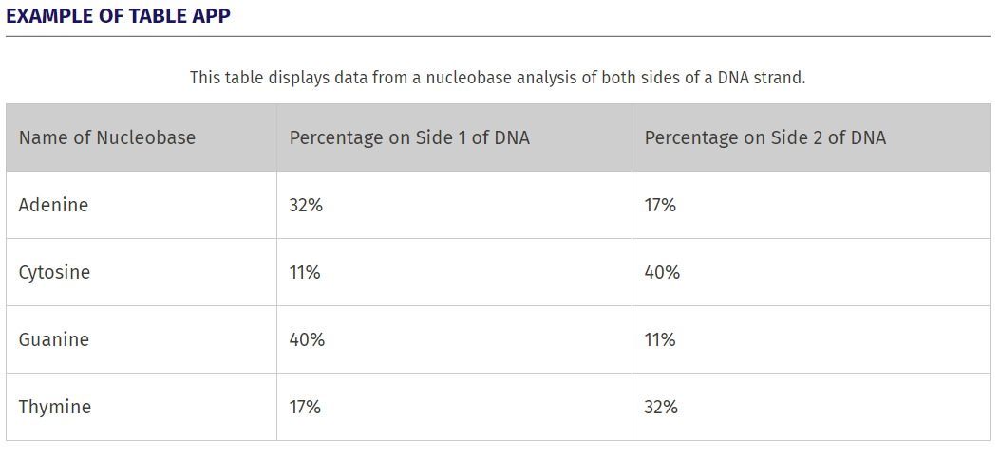 EXAMPLE OF TABLE APP
This table displays data from a nucleobase analysis of both sides of a DNA strand.
Name of Nucleobase Percentage on Side 1 of DNA Percentage on Side 2 of DNA
Adenine 32% 17%
Cytosine 11% 40%
Guanine 40% 11%
Thymine 17% 32%